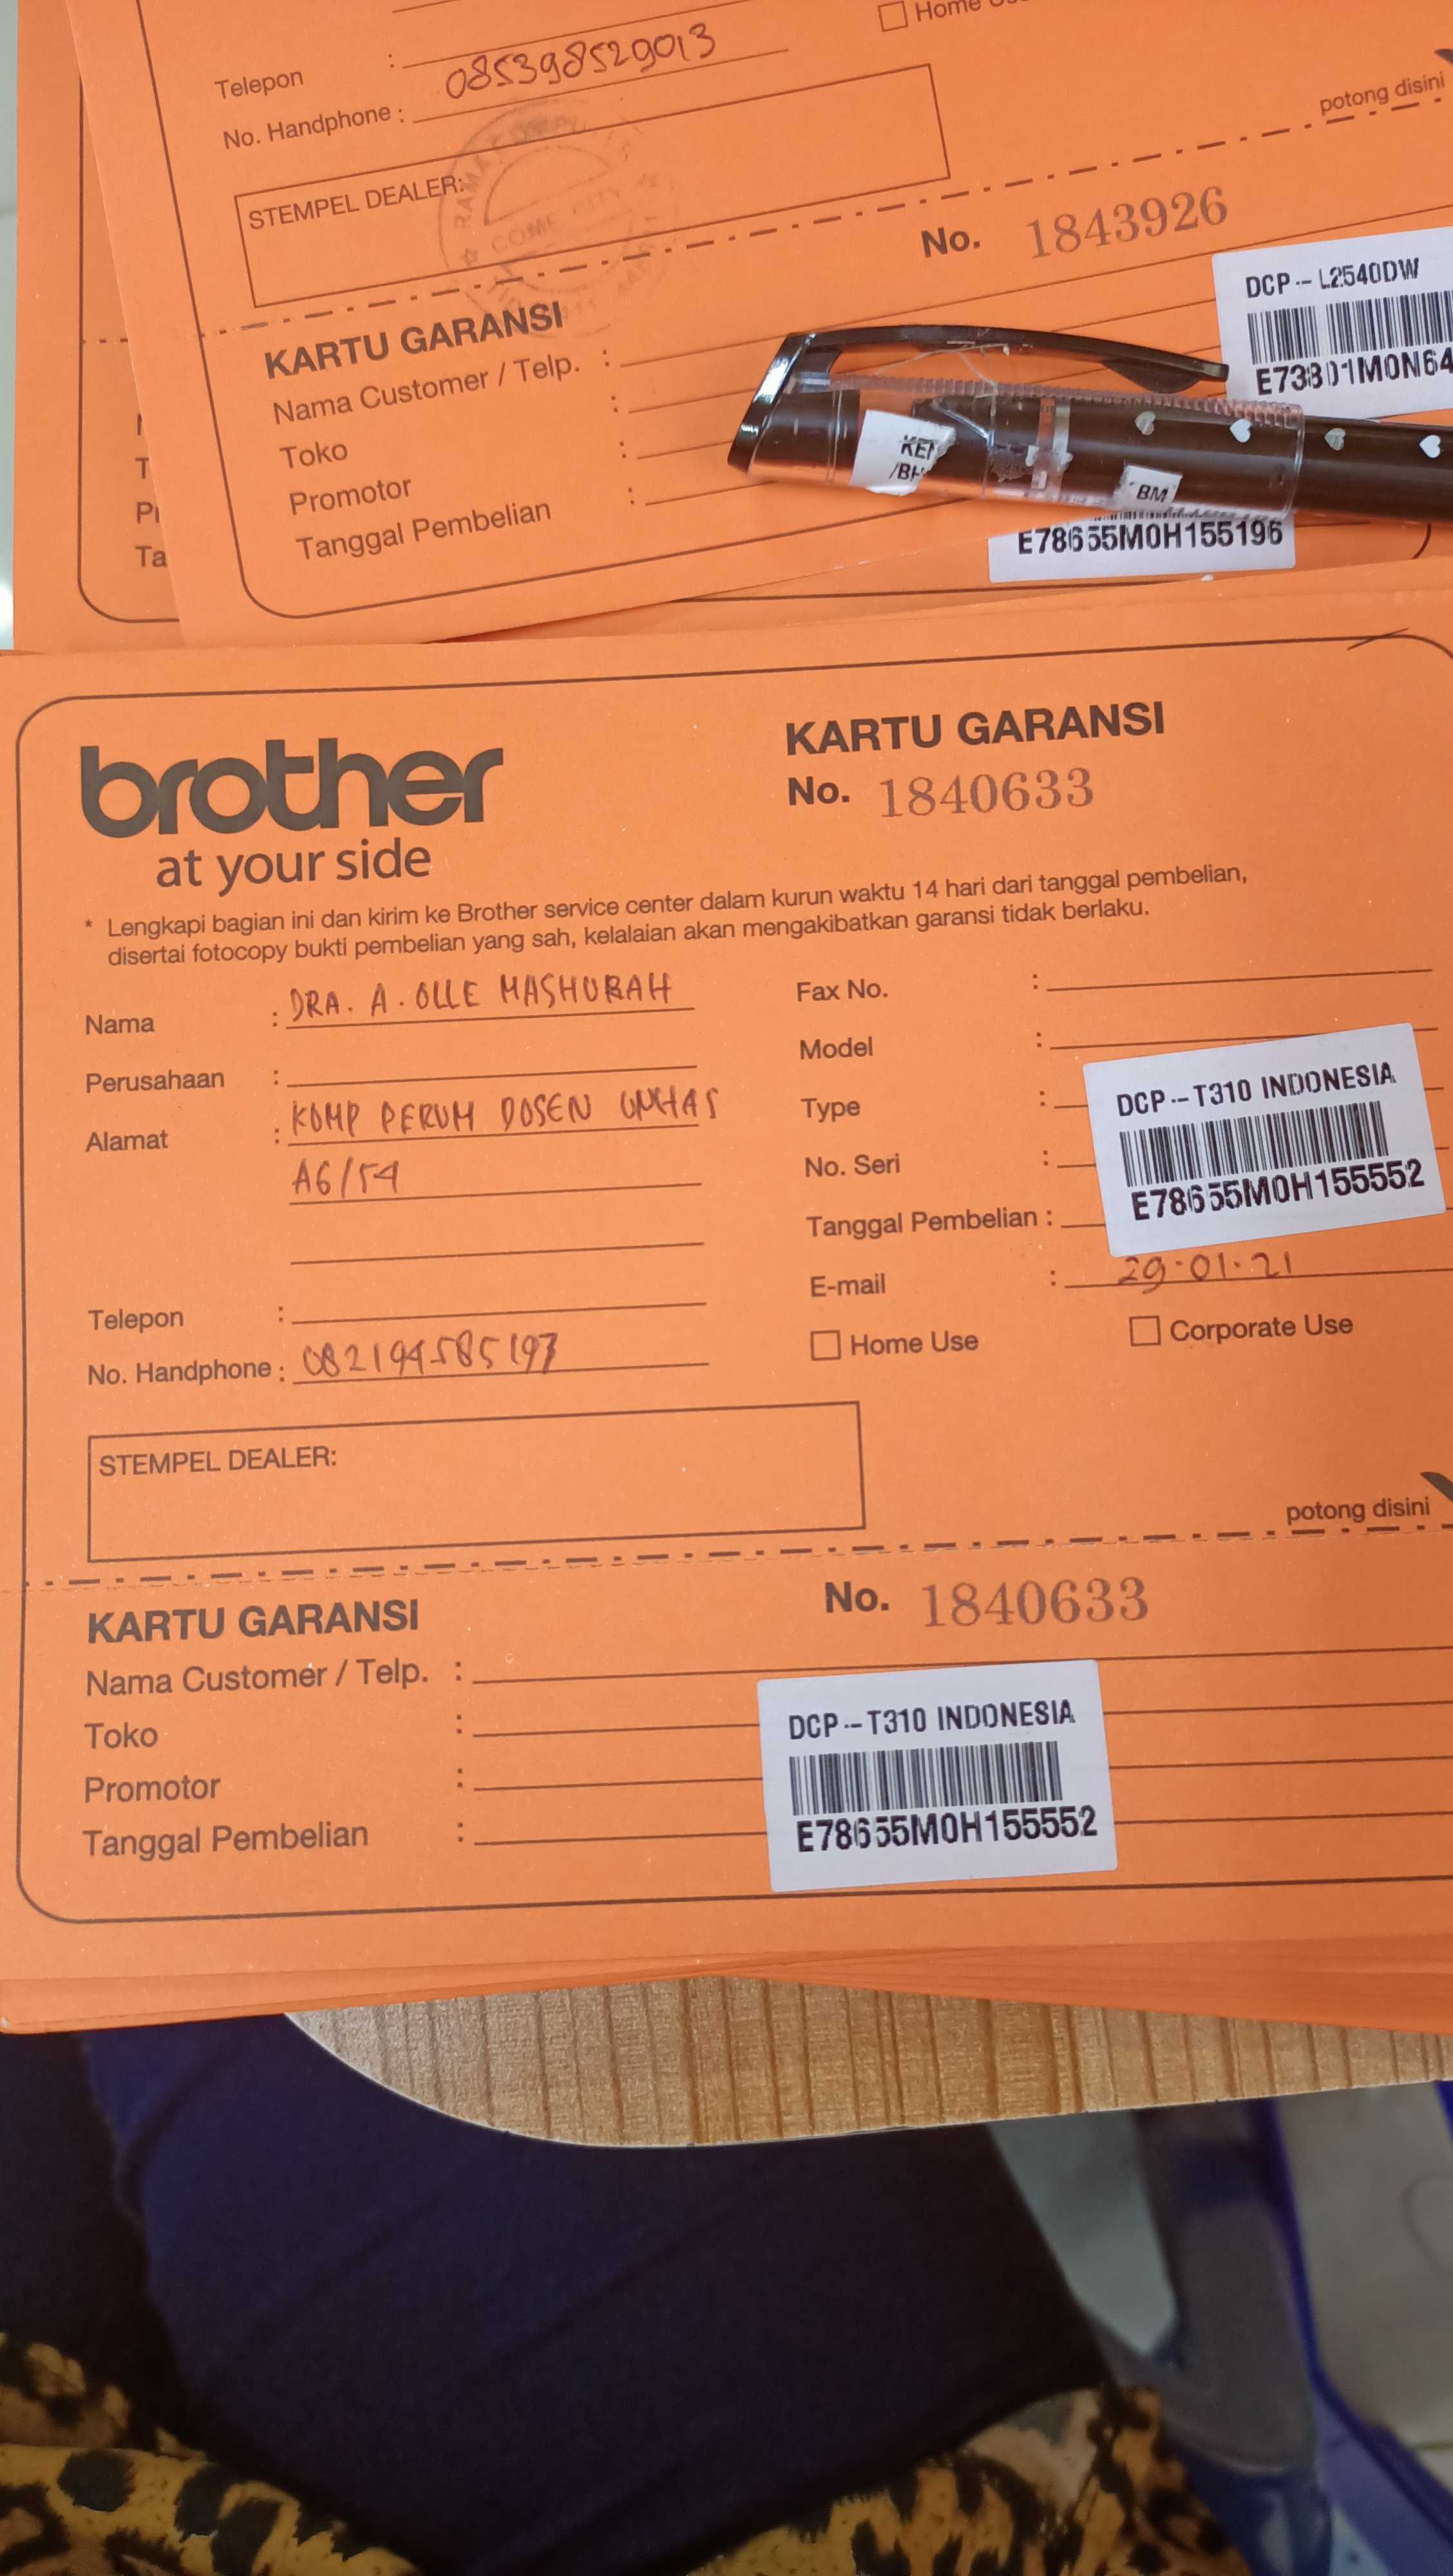 Home
Telepon :
No. Handphone : 085398529013
STEMPEL DEALER:
COMP CITY
potong disini
No. 1843926
DCP -- L2540DW
E73801M0N64
KARTU GARANSI
Nama Customer / Telp. :
Toko :
Promotor :
Tanggal Pembelian :
BM
E78655M0H155196
T
Ta
brother
at your side
KARTU GARANSI
No. 1840633
* Lengkapi bagian ini dan kirim ke Brother service center dalam kurun waktu 14 hari dari tanggal pembelian,
disertai fotocopy bukti pembelian yang sah, kelalaian akan mengakibatkan garansi tidak berlaku.
Nama : DRA. A. OLLE MASHURAH
Perusahaan :
Alamat : KOMP PERUM DOSEN UNHAS
A6/54
Telepon :
No. Handphone : 082194585197
Fax No. :
Model :
Type :
No. Seri :
DCP -- T310 INDONESIA
E78655M0H155552
Tanggal Pembelian :
29.01.21
E-mail :
Home Use
Corporate Use
STEMPEL DEALER:
potong disini
KARTU GARANSI
No. 1840633
Nama Customer / Telp. :
Toko :
Promotor :
Tanggal Pembelian :
DCP -- T310 INDONESIA
E78655M0H155552